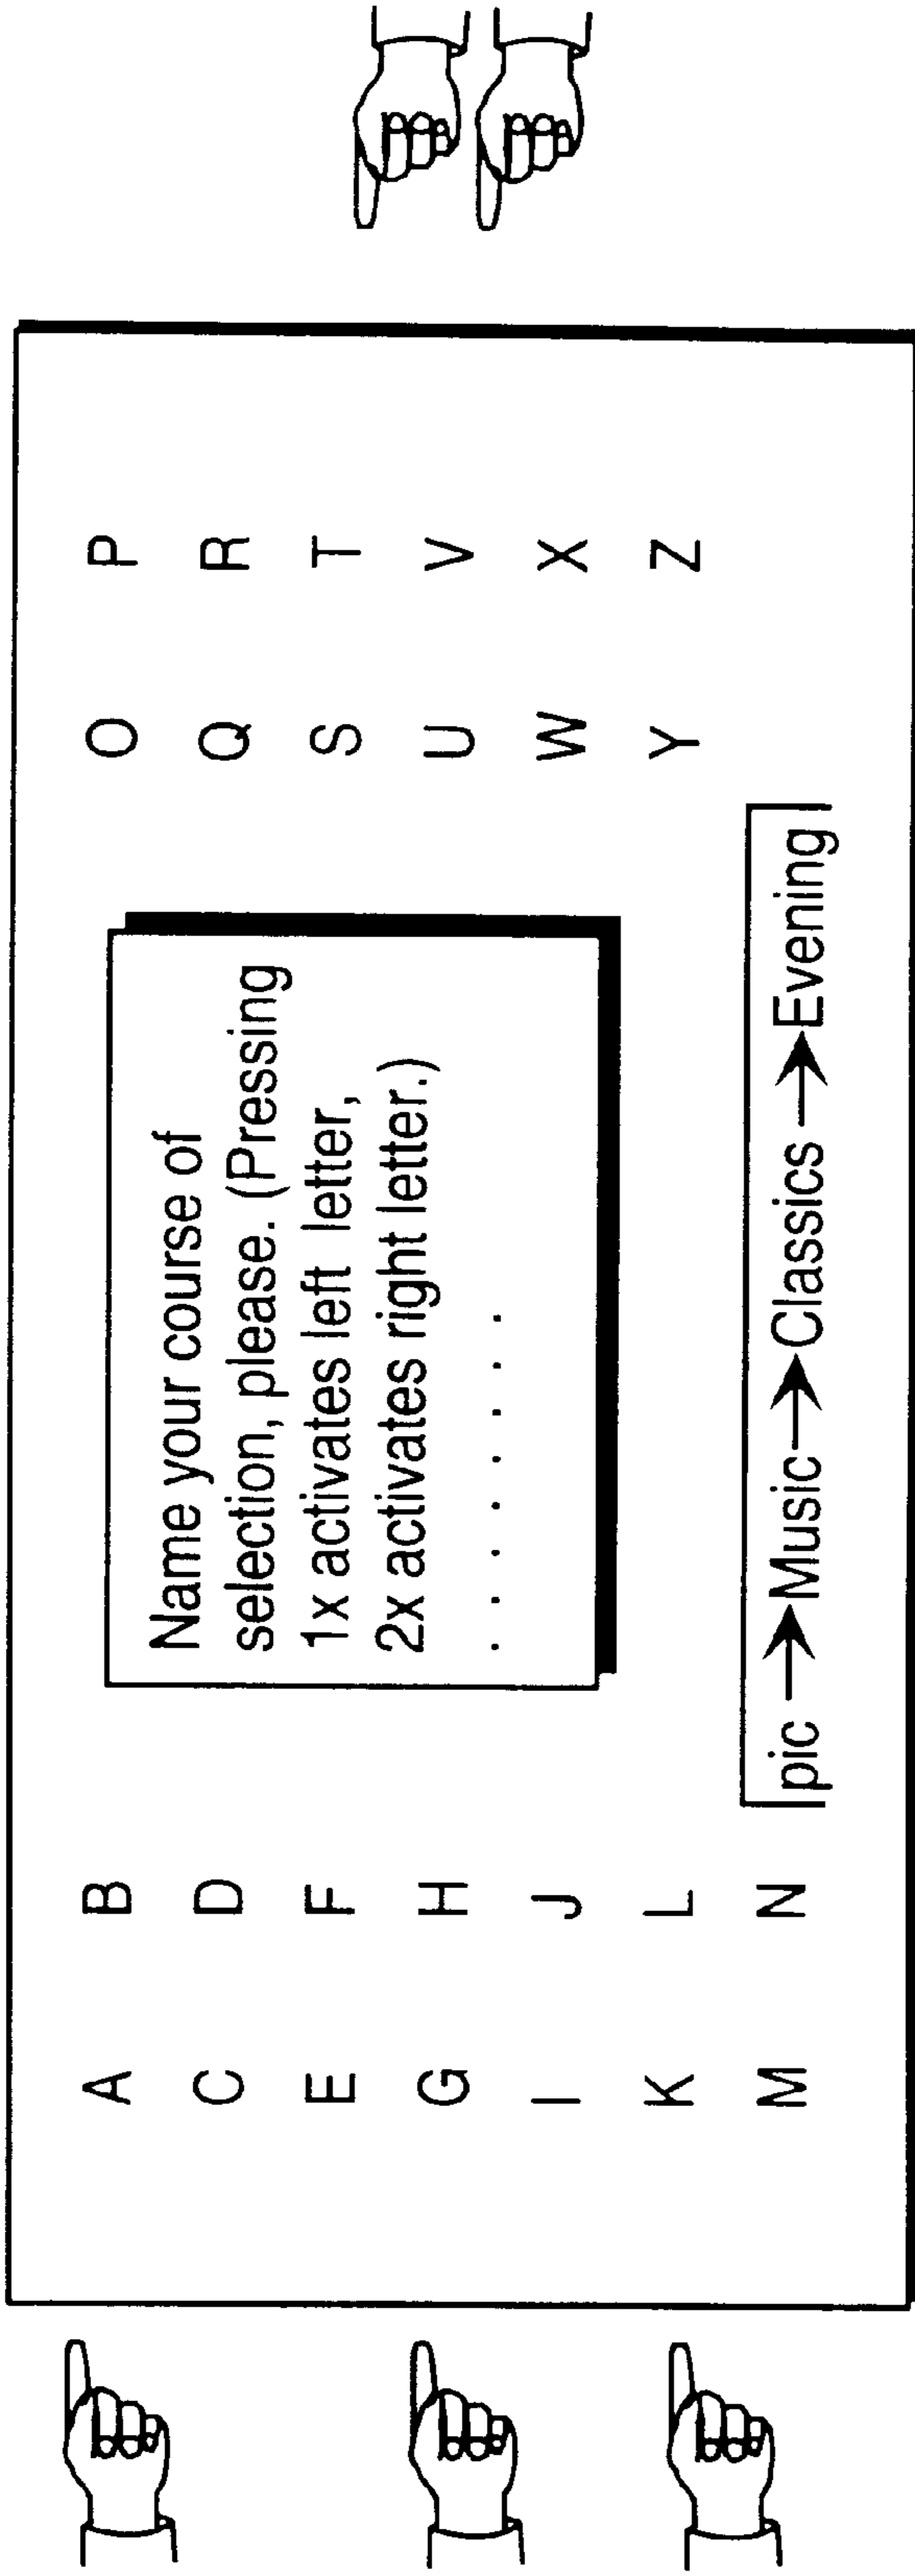 A B
C D
E F
G H
I J
K L
M N
Name your course of
selection, please. (Pressing
1x activates left letter,
2x activates right letter.)
. . . . . . . .
O P
Q R
S T
U V
W X
Y Z
pic → Music → Classics → Evening